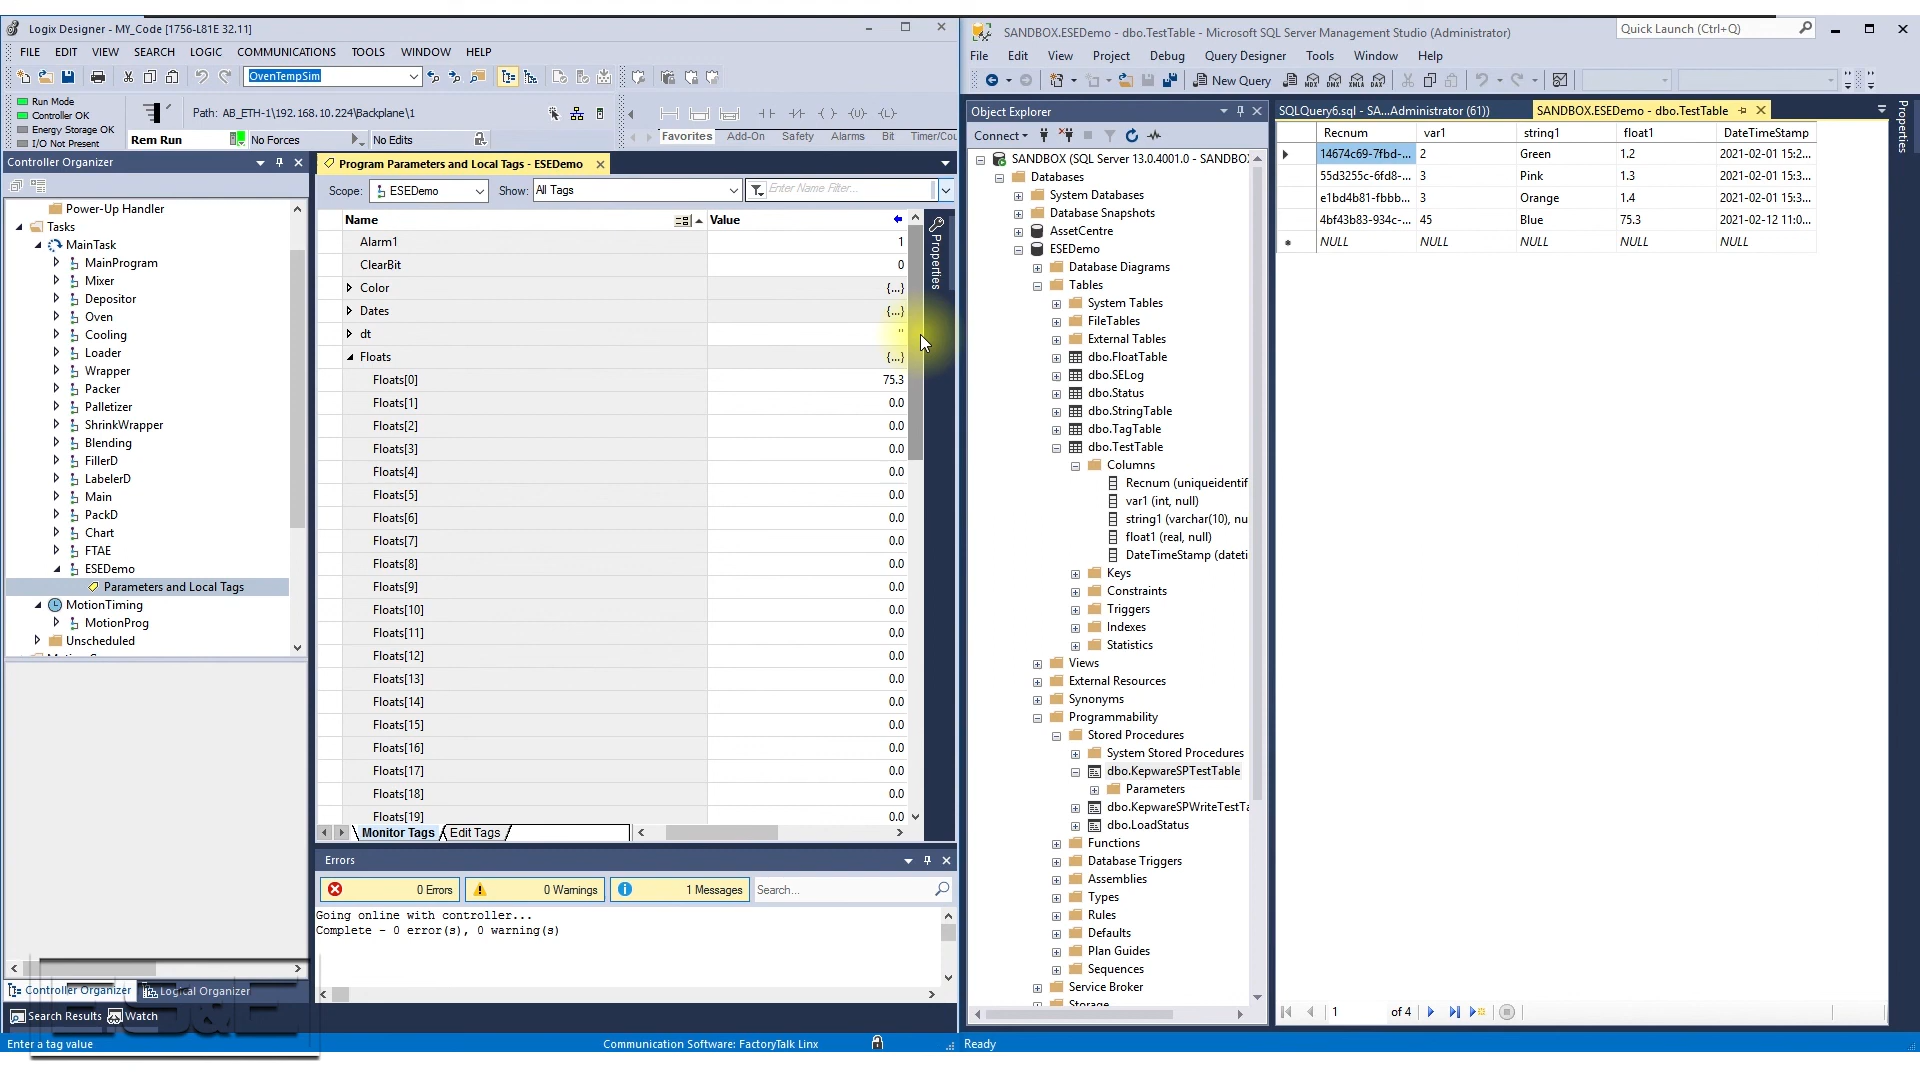 Logix Designer - MY_Code [1756-L81E 32.11]
FILE EDIT VIEW SEARCH LOGIC COMMUNICATIONS TOOLS WINDOW HELP
OvenTempSim
Run Mode
Controller OK
Energy Storage OK
I/O Not Present
Path: AB_ETH-1\192.168.10.224\Backplane\1
Rem Run No Forces No Edits
Favorites Add-On Safety Alarms Bit Timer/Cou
Controller Organizer
Power-Up Handler
Tasks
MainTask
MainProgram
Mixer
Depositor
Oven
Cooling
Loader
Wrapper
Packer
Palletizer
ShrinkWrapper
Blending
FillerD
LabelerD
Main
PackD
Chart
FTAE
ESEDemo
Parameters and Local Tags
MotionTiming
MotionProg
Unscheduled
Controller Organizer Logical Organizer
Search Results Watch
Enter a tag value
Communication Software: FactoryTalk Linx
Program Parameters and Local Tags - ESEDemo
Scope: ESEDemo Show: All Tags Enter Name Filter...
Name Value
Alarm1 1
ClearBit 0
Color {...}
Dates {...}
dt ''
Floats {...}
Floats[0] 75.3
Floats[1] 0.0
Floats[2] 0.0
Floats[3] 0.0
Floats[4] 0.0
Floats[5] 0.0
Floats[6] 0.0
Floats[7] 0.0
Floats[8] 0.0
Floats[9] 0.0
Floats[10] 0.0
Floats[11] 0.0
Floats[12] 0.0
Floats[13] 0.0
Floats[14] 0.0
Floats[15] 0.0
Floats[16] 0.0
Floats[17] 0.0
Floats[18] 0.0
Floats[19] 0.0
Properties
Monitor Tags Edit Tags
Errors
0 Errors 0 Warnings 1 Messages Search...
Going online with controller...
Complete - 0 error(s), 0 warning(s)
ES&E
SANDBOX.ESEDemo - dbo.TestTable - Microsoft SQL Server Management Studio (Administrator)
Quick Launch (Ctrl+Q)
File Edit View Project Debug Query Designer Tools Window Help
New Query
MDX DMX XMLA DAX
Object Explorer
Connect
SANDBOX (SQL Server 13.0.4001.0 - SANDBO
Databases
System Databases
Database Snapshots
AssetCentre
ESEDemo
Database Diagrams
Tables
System Tables
FileTables
External Tables
dbo.FloatTable
dbo.SELog
dbo.Status
dbo.StringTable
dbo.TagTable
dbo.TestTable
Columns
Recnum (uniqueidentif
var1 (int, null)
string1 (varchar(10), nu
float1 (real, null)
DateTimeStamp (dateti
Keys
Constraints
Triggers
Indexes
Statistics
Views
External Resources
Synonyms
Programmability
Stored Procedures
System Stored Procedures
dbo.KepwareSPTestTable
Parameters
dbo.KepwareSPWriteTestTa
dbo.LoadStatus
Functions
Database Triggers
Assemblies
Types
Rules
Defaults
Plan Guides
Sequences
Service Broker
Storage
SQLQuery6.sql - SA...Administrator (61)) SANDBOX.ESEDemo - dbo.TestTable
Recnum var1 string1 float1 DateTimeStamp
14674c69-7fbd-... 2 Green 1.2 2021-02-01 15:2...
55d3255c-6fd8-... 3 Pink 1.3 2021-02-01 15:3...
e1bd4b81-fbbb... 3 Orange 1.4 2021-02-01 15:3...
4bf43b83-934c-... 45 Blue 75.3 2021-02-12 11:0...
NULL NULL NULL NULL NULL
Properties
1 of 4
Ready